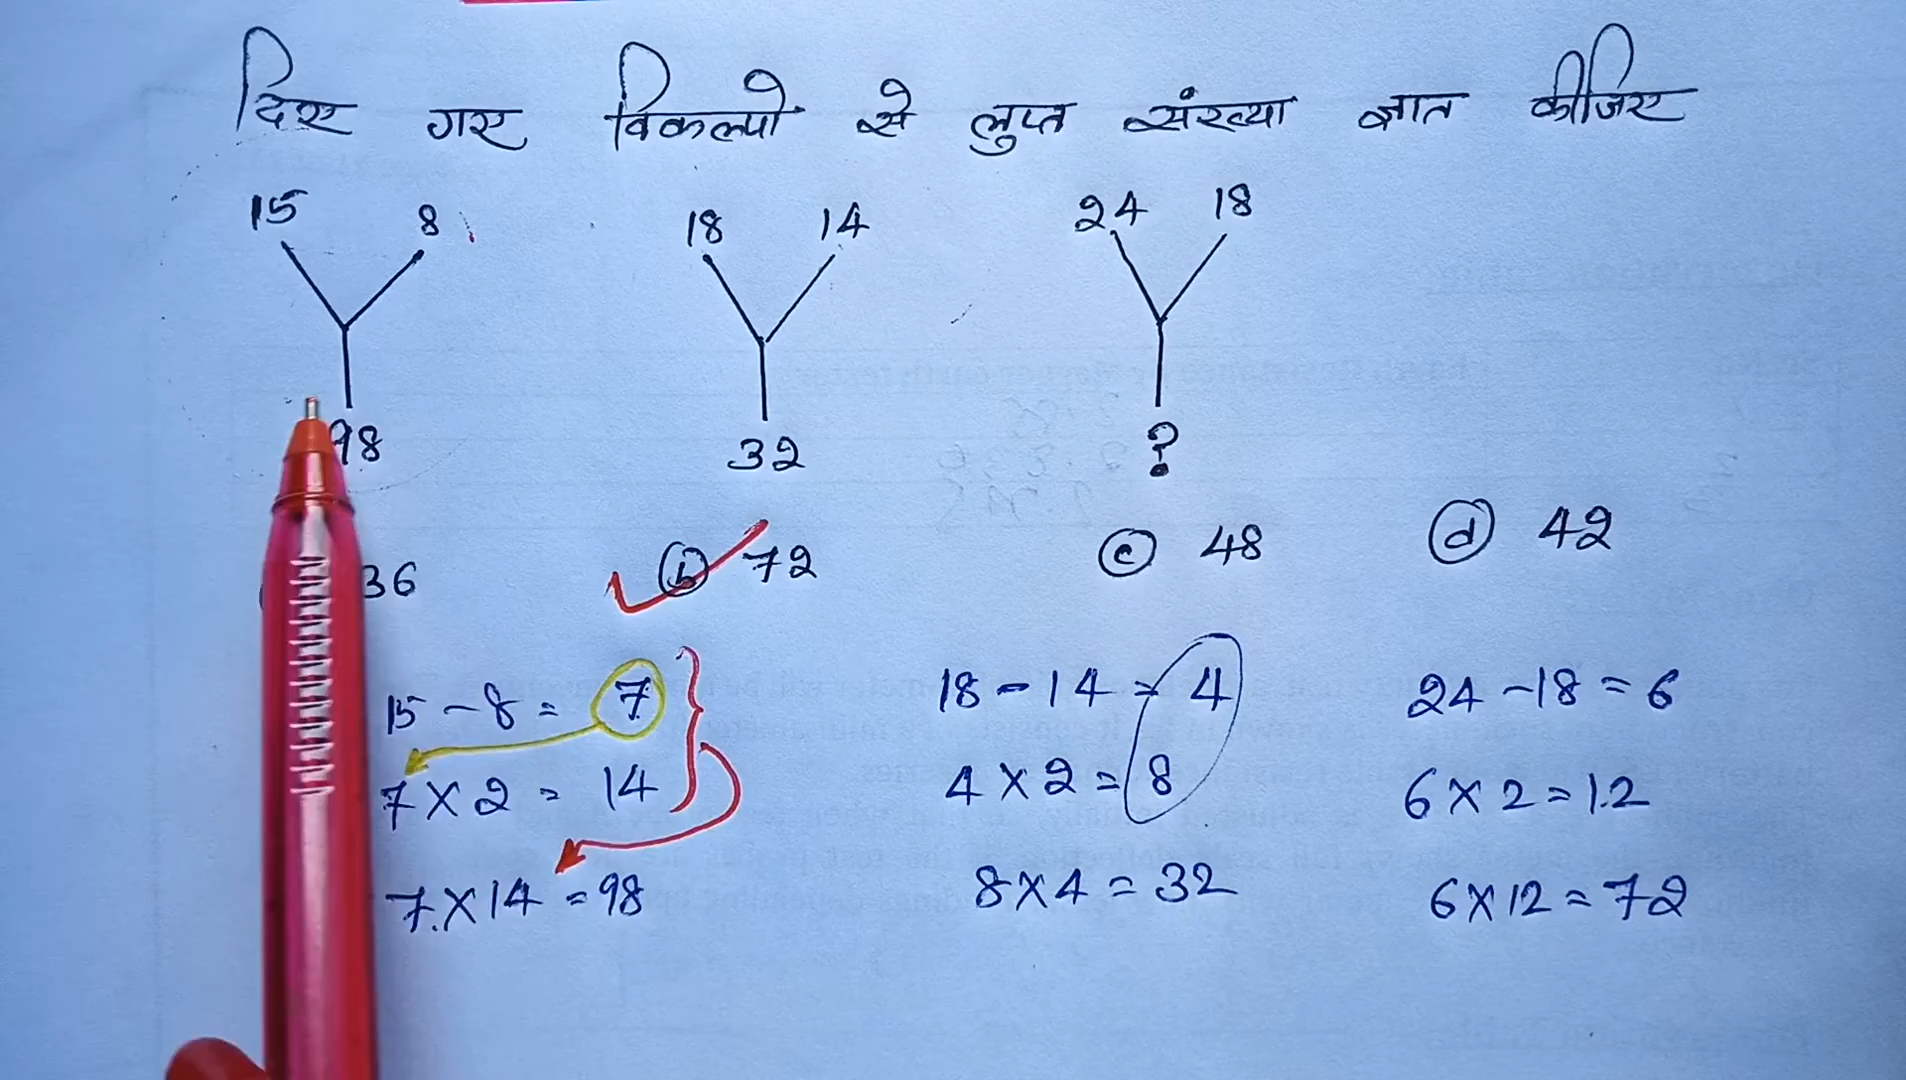 दिए गए विकल्पो से लुप्त संख्या ज्ञात कीजिए
15 8 18 14 24 18
98 32 ?
36 (b) 72 (c) 48 (d) 42
15 - 8 = 7 18 - 14 = 4 24 - 18 = 6
7 X 2 = 14 4 X 2 = 8 6 X 2 = 12
7 X 14 = 98 8 X 4 = 32 6 X 12 = 72